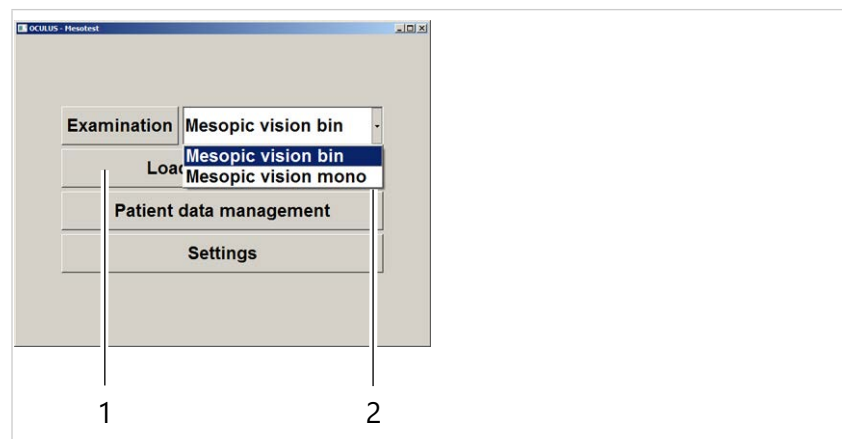 OCULUS - Mesotest
Examination Mesopic vision bin
Mesopic vision bin
Mesopic vision mono
Patient data management
Settings
1 2